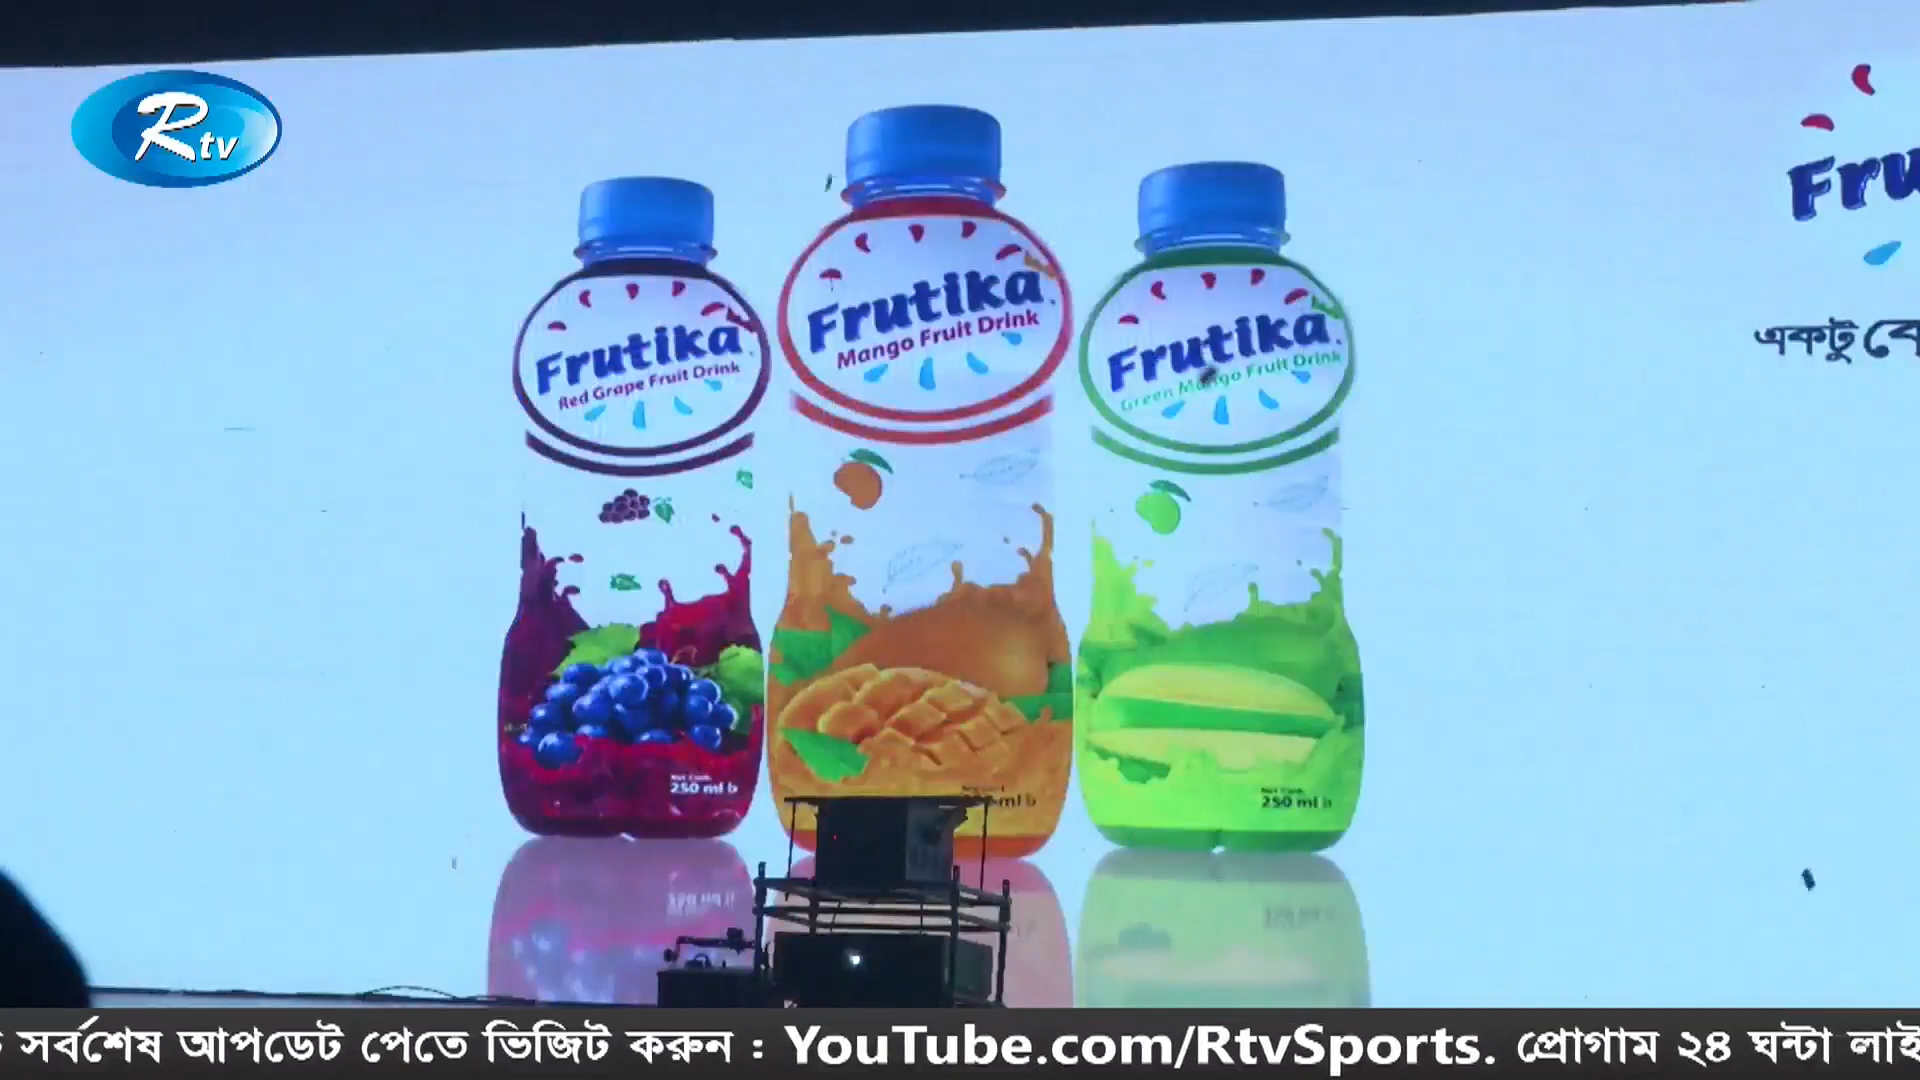 Rtv
Frutika
Red Grape Fruit Drink
250 ml
Frutika
Mango Fruit Drink
Frutika
Green Mango Fruit Drink
250 ml
একটু
সর্বশেষ আপডেট পেতে ভিজিট করুন : YouTube.com/RtvSports. প্রোগাম ২৪ ঘন্টা